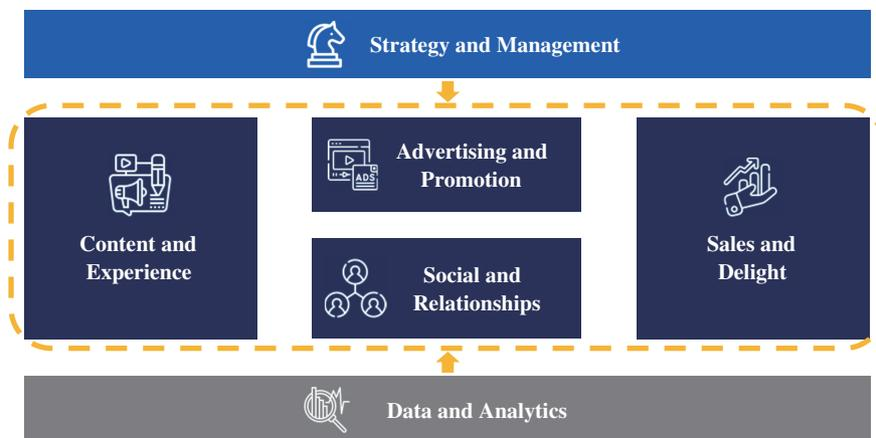 Strategy and Management
Advertising and
Promotion
ADS
Content and
Experience
Social and
Relationships
Sales and
Delight
Data and Analytics